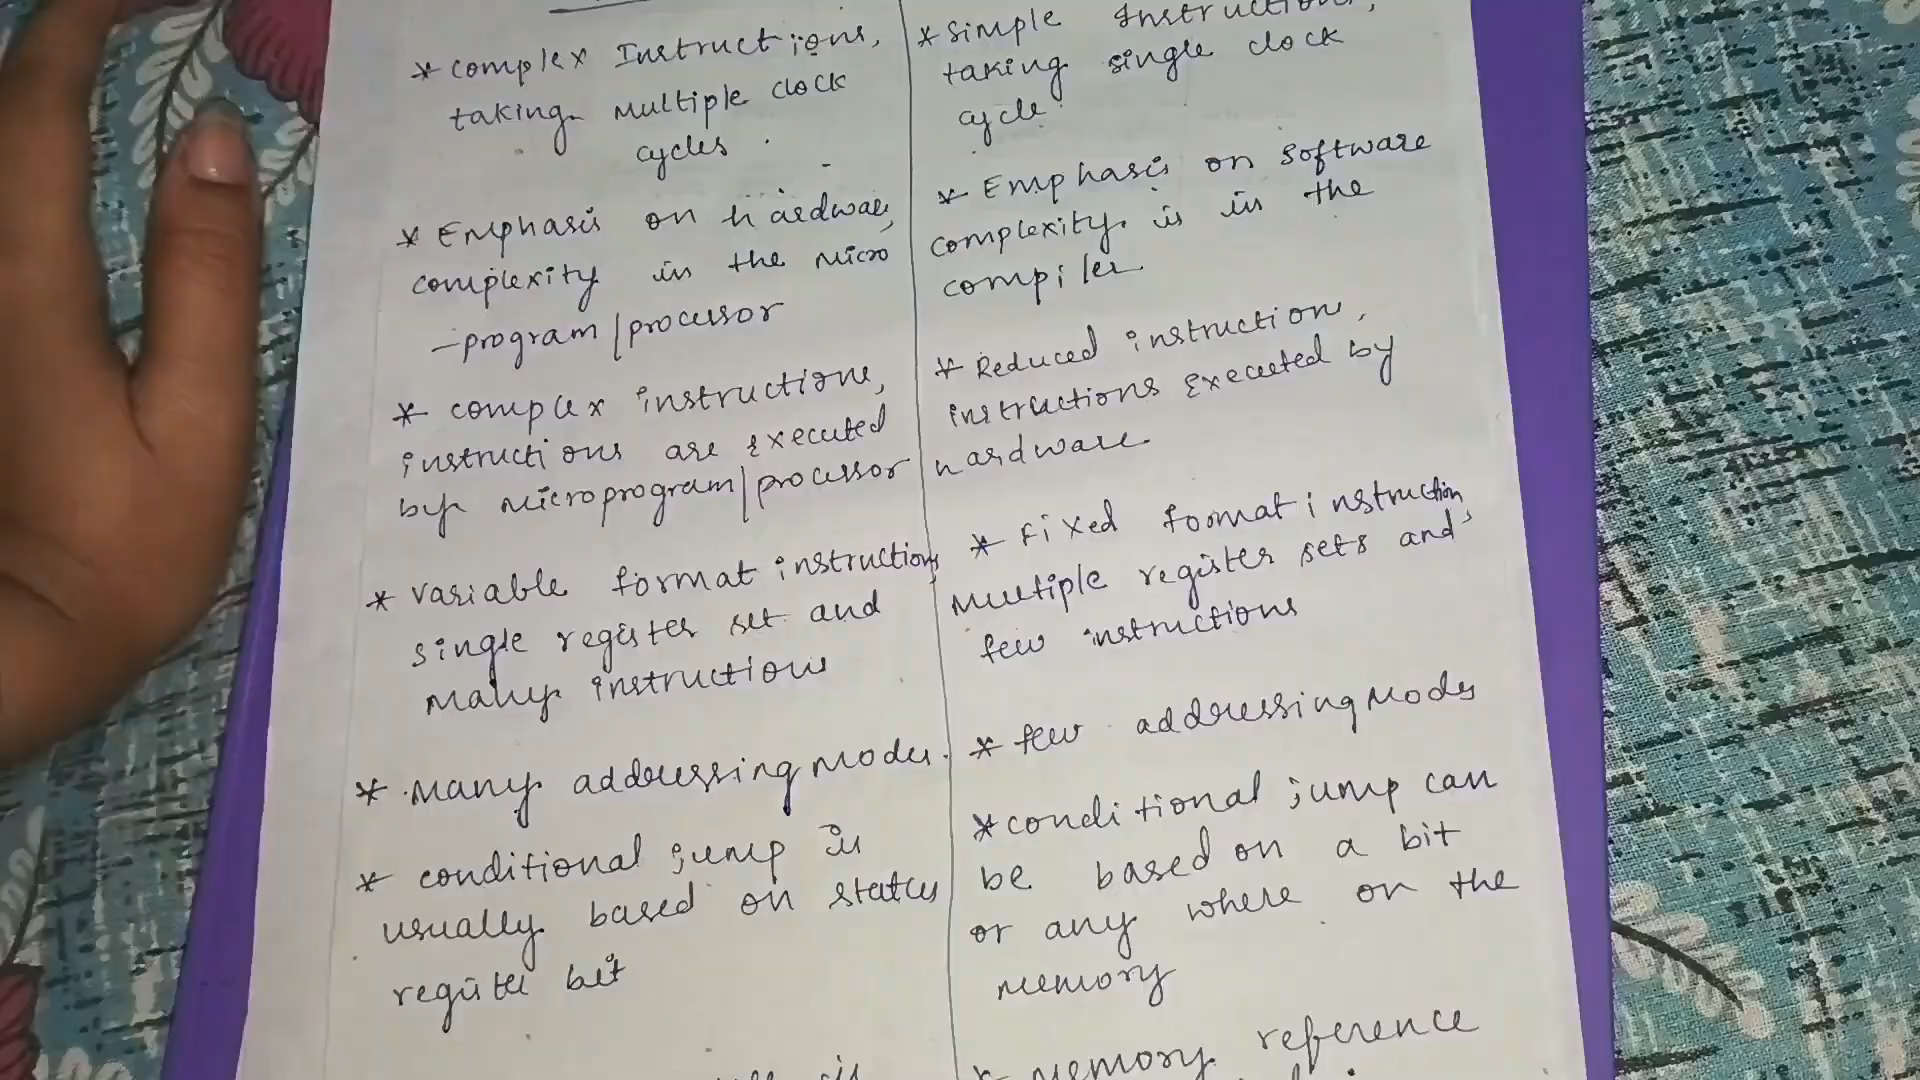 * complex Instructions,
taking multiple clock
cycles.
* Emphasis on hardware,
complexity in the micro
-program/processor
* complex instructions,
instructions are executed
by microprogram/processor
* variable format instructions,
single register set and
many instructions
* Many addressing modes.
* conditional jump is
usually based on status
register bit
is
* simple Instructions,
taking single clock
cycle.
* Emphasis on software
complexity is in the
compiler.
* Reduced instructions,
instructions executed by
hardware.
* Fixed format instruction,
multiple register sets and
few instructions
* few addressing modes
* conditional jump can
be based on a bit
or any where on the
memory
* memory reference